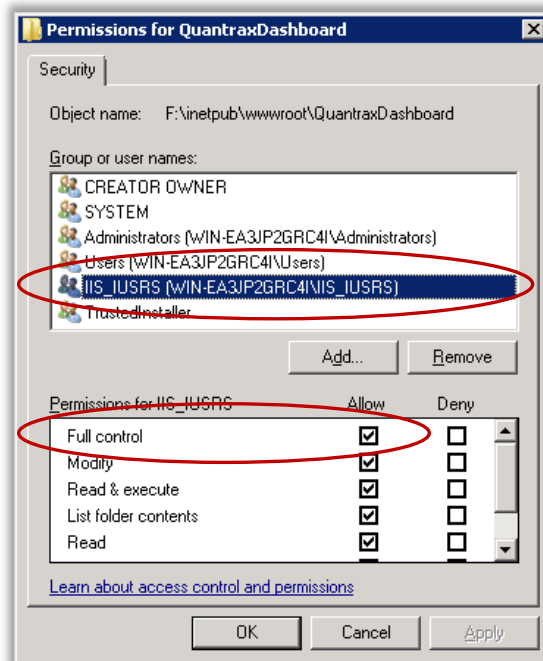 Permissions for QuantraxDashboard
Security
Object name: F:\inetpub\wwwroot\QuantraxDashboard
Group or user names:
CREATOR OWNER
SYSTEM
Administrators (WIN-EA3JP2GRC4I\Administrators)
Users (WIN-EA3JP2GRC4I\Users)
IIS_IUSRS (WIN-EA3JP2GRC4I\IIS_IUSRS)
TrustedInstaller
Add... Remove
Permissions for IIS_IUSRS Allow Deny
Full control
Modify
Read & execute
List folder contents
Read
Learn about access control and permissions
OK Cancel Apply